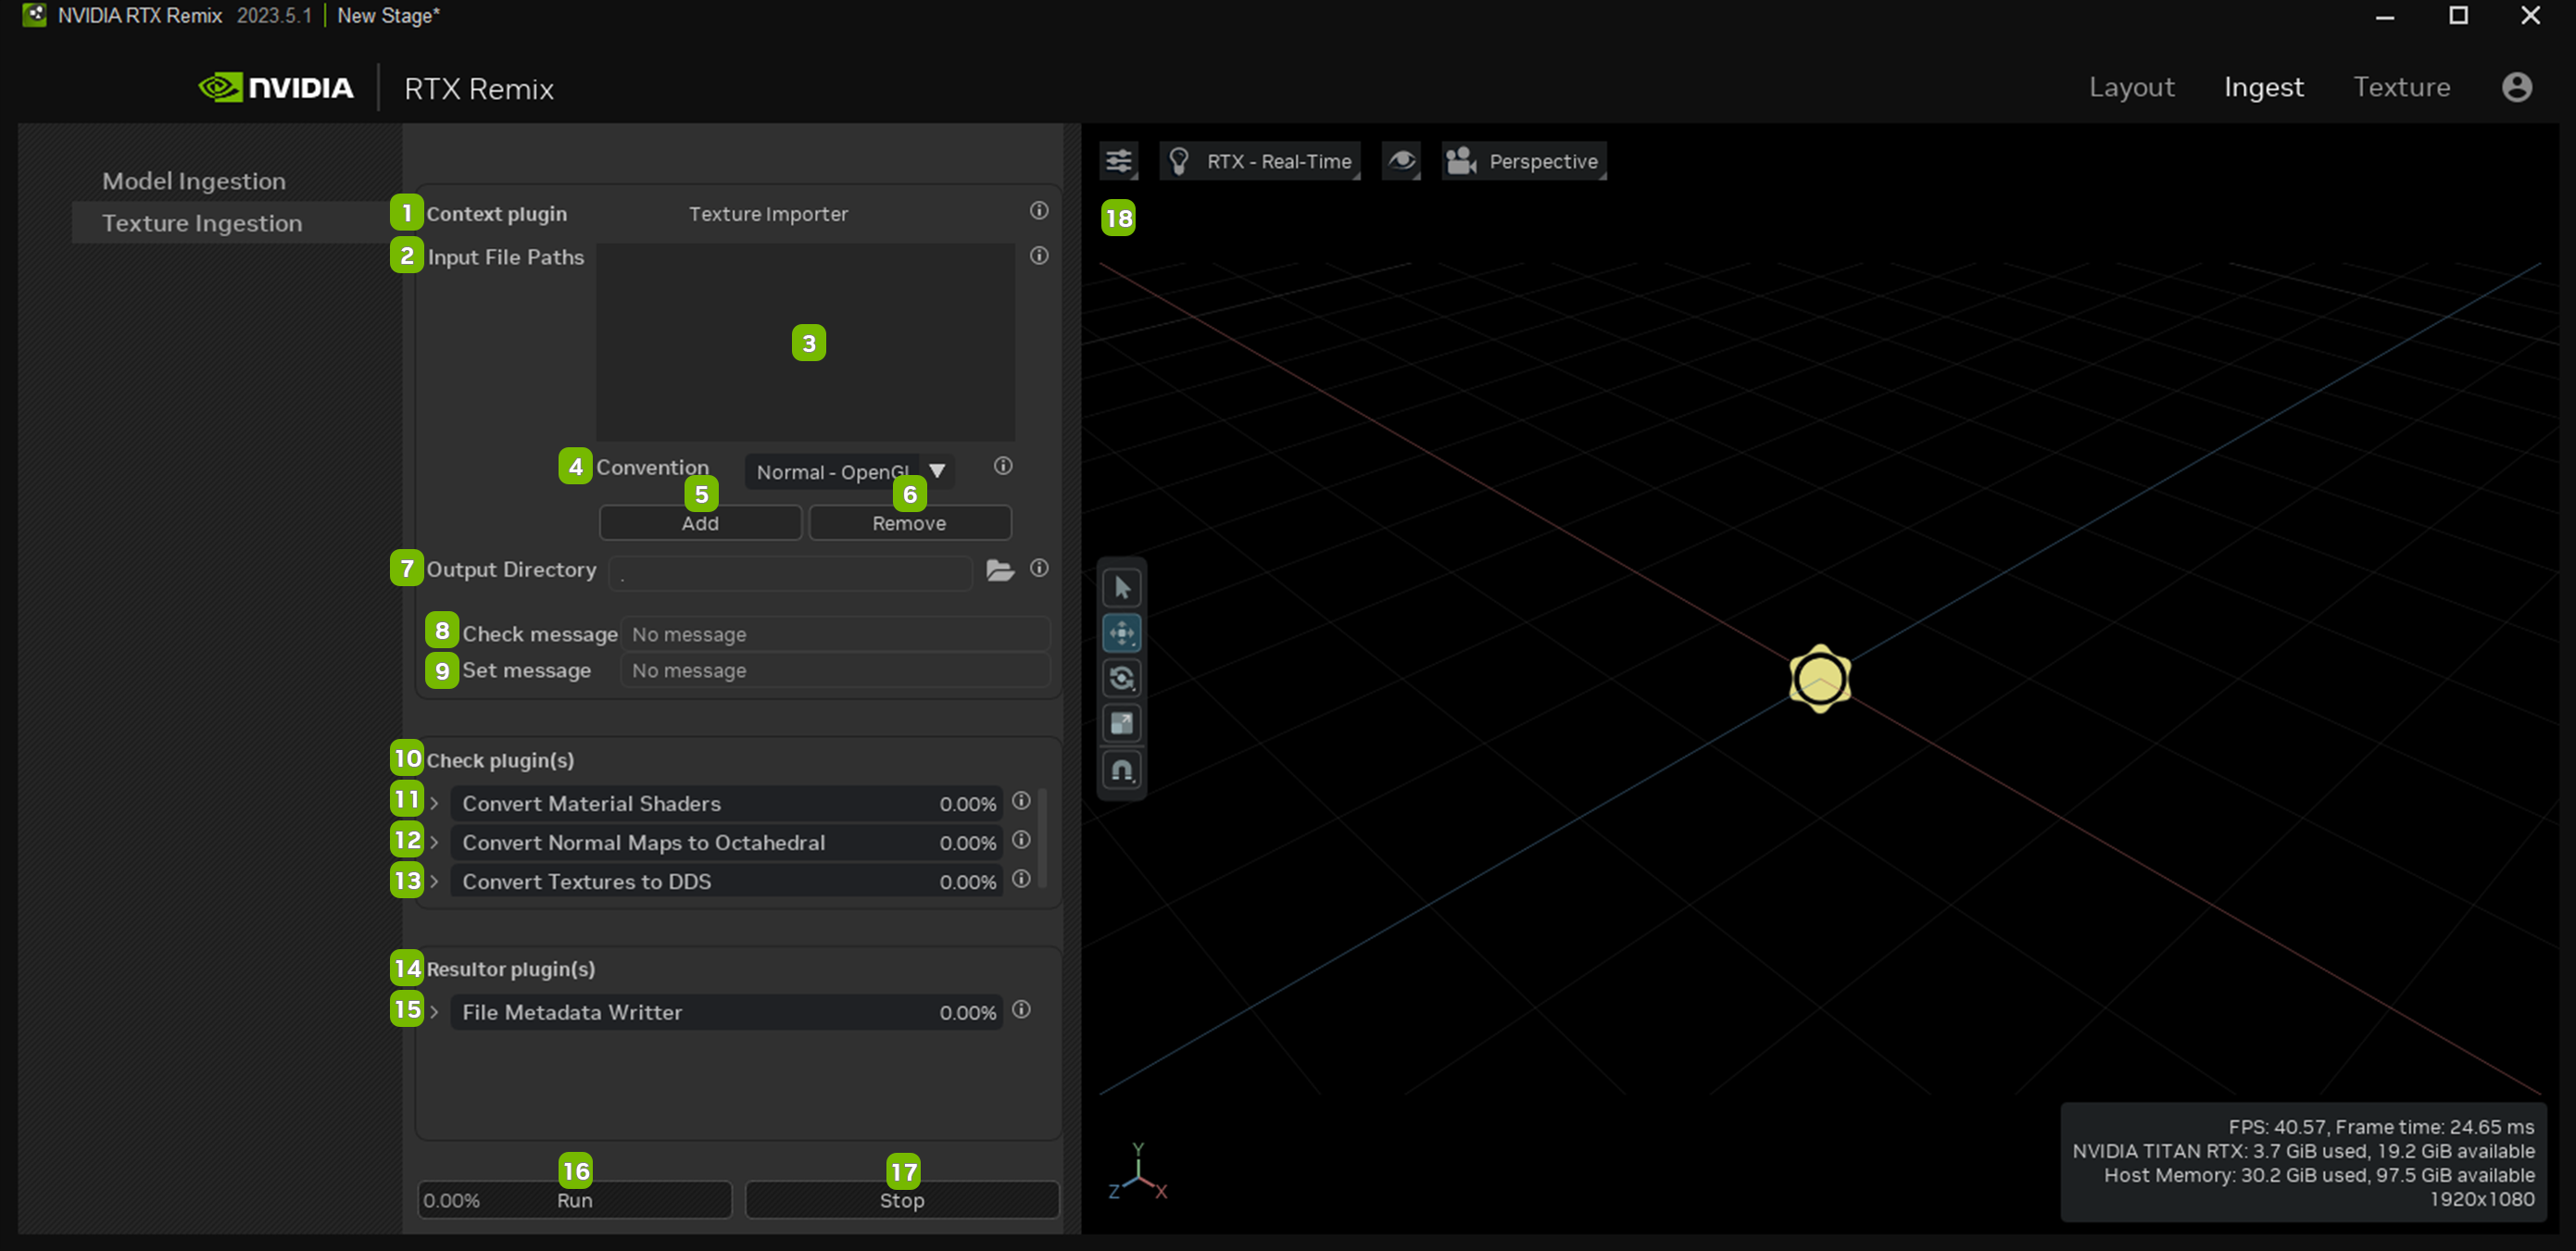 NVIDIA RTX Remix 2023.5.1 | New Stage*
NVIDIA RTX Remix
Layout Ingest Texture
Model Ingestion
Texture Ingestion
1 Context plugin Texture Importer
2 Input File Paths
3
4 Convention Normal - OpenGL
5 6
Add Remove
7 Output Directory .
8 Check message No message
9 Set message No message
10 Check plugin(s)
11 Convert Material Shaders 0.00%
12 Convert Normal Maps to Octahedral 0.00%
13 Convert Textures to DDS 0.00%
14 Resultor plugin(s)
15 File Metadata Writter 0.00%
16 17
0.00% Run Stop
RTX - Real-Time Perspective
18
Y
Z X
FPS: 40.57, Frame time: 24.65 ms
NVIDIA TITAN RTX: 3.7 GiB used, 19.2 GiB available
Host Memory: 30.2 GiB used, 97.5 GiB available
1920x1080